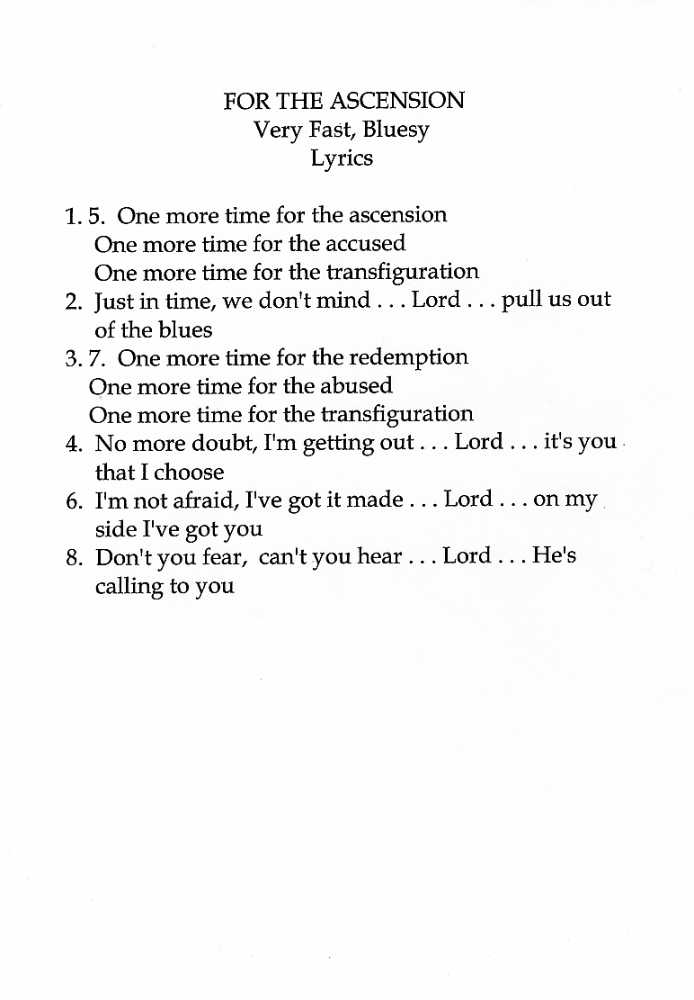 FOR THE ASCENSION
Very Fast, Bluesy
Lyrics
1. 5. One more time for the ascension
One more time for the accused
One more time for the transfiguration
2. Just in time, we don't mind . . . Lord . . . pull us out
of the blues
3. 7. One more time for the redemption
One more time for the abused
One more time for the transfiguration
4. No more doubt, I'm getting out . . . Lord . . . it's you
that I choose
6. I'm not afraid, I've got it made . . . Lord . . . on my
side I've got you
8. Don't you fear, can't you hear . . . Lord . . . He's
calling to you